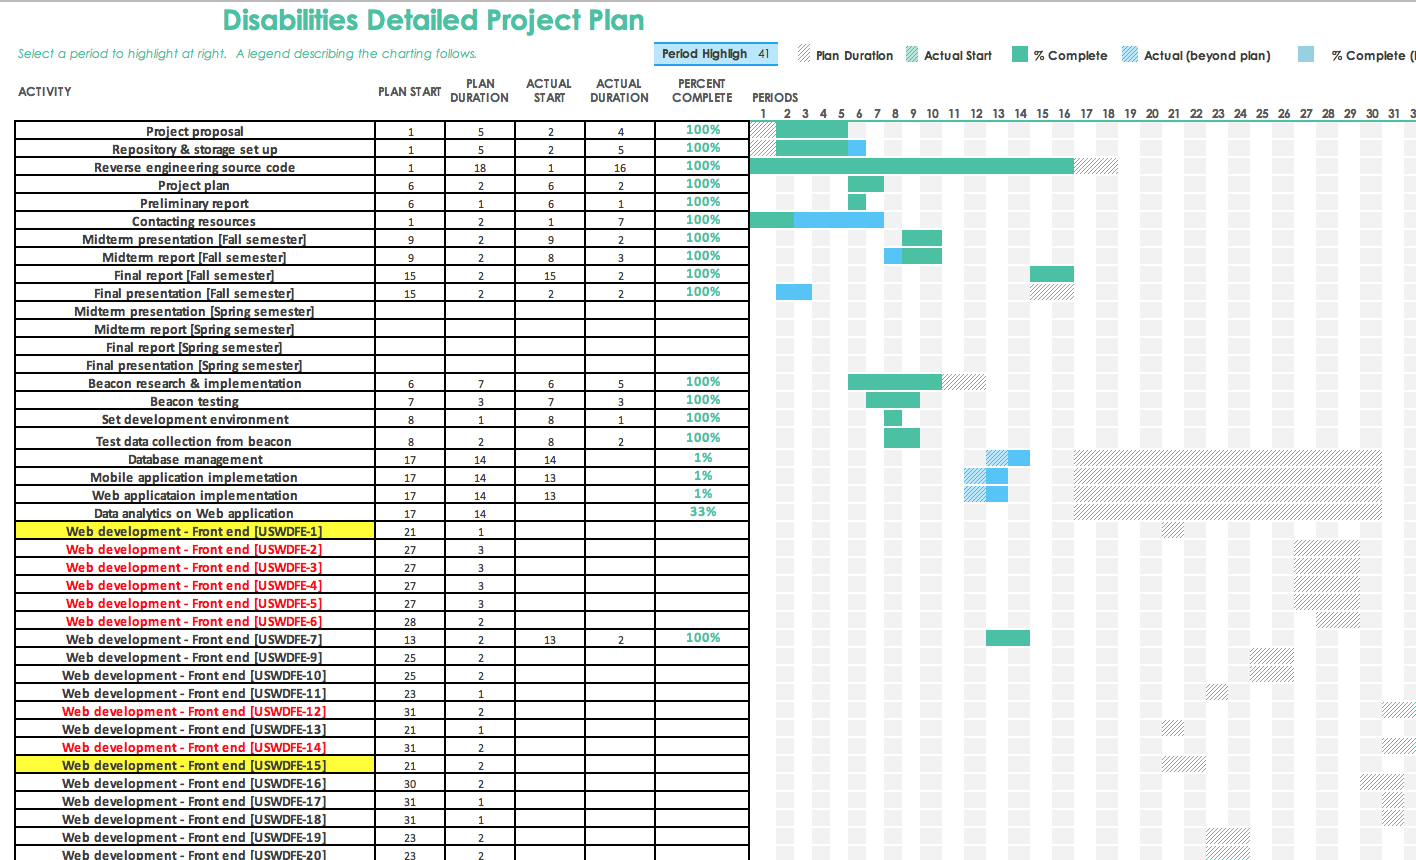 Disabilities Detailed Project Plan
Select a period to highlight at right.  A legend describing the charting follows.
Period Highligh 41
Plan Duration
Actual Start
% Complete
Actual (beyond plan)
% Complete (
ACTIVITY PLAN START PLAN DURATION ACTUAL START ACTUAL DURATION PERCENT COMPLETE PERIODS
1 2 3 4 5 6 7 8 9 10 11 12 13 14 15 16 17 18 19 20 21 22 23 24 25 26 27 28 29 30 31 3
Project proposal 1 5 2 4 100%
Repository & storage set up 1 5 2 5 100%
Reverse engineering source code 1 18 1 16 100%
Project plan 6 2 6 2 100%
Preliminary report 6 1 6 1 100%
Contacting resources 1 2 1 7 100%
Midterm presentation [Fall semester] 9 2 9 2 100%
Midterm report [Fall semester] 9 2 8 3 100%
Final report [Fall semester] 15 2 15 2 100%
Final presentation [Fall semester] 15 2 2 2 100%
Midterm presentation [Spring semester]
Midterm report [Spring semester]
Final report [Spring semester]
Final presentation [Spring semester]
Beacon research & implementation 6 7 6 5 100%
Beacon testing 7 3 7 3 100%
Set development environment 8 1 8 1 100%
Test data collection from beacon 8 2 8 2 100%
Database management 17 14 14 1%
Mobile application implemetation 17 14 13 1%
Web applicataion implementation 17 14 13 1%
Data analytics on Web application 17 14 33%
Web development - Front end [USWDFE-1] 21 1
Web development - Front end [USWDFE-2] 27 3
Web development - Front end [USWDFE-3] 27 3
Web development - Front end [USWDFE-4] 27 3
Web development - Front end [USWDFE-5] 27 3
Web development - Front end [USWDFE-6] 28 2
Web development - Front end [USWDFE-7] 13 2 13 2 100%
Web development - Front end [USWDFE-9] 25 2
Web development - Front end [USWDFE-10] 25 2
Web development - Front end [USWDFE-11] 23 1
Web development - Front end [USWDFE-12] 31 2
Web development - Front end [USWDFE-13] 21 1
Web development - Front end [USWDFE-14] 31 2
Web development - Front end [USWDFE-15] 21 2
Web development - Front end [USWDFE-16] 30 2
Web development - Front end [USWDFE-17] 31 1
Web development - Front end [USWDFE-18] 31 1
Web development - Front end [USWDFE-19] 23 2
Web development - Front end [USWDFE-20] 23 2